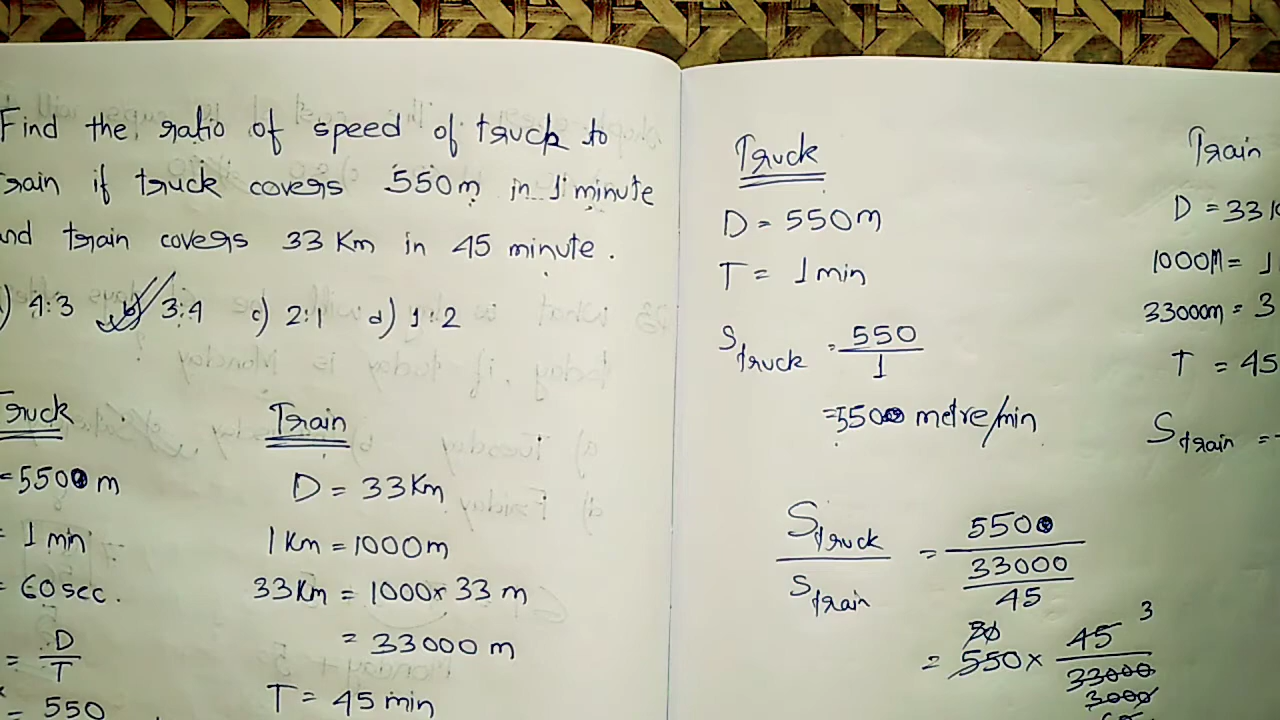 Find the ratio of speed of truck to
rain if truck covers 550m in 1 minute
and train covers 33 Km in 45 minute.
) 4:3 b) 3:4 c) 2:1 d) 1:2
Truck
= 550 m
= 1 min
= 60 sec.
= D/T
= 550
Train
D = 33 Km
1 Km = 1000 m
33 Km = 1000 x 33 m
= 33000 m
T = 45 min
Truck
D = 550 m
T = 1 min
S truck = 550/1
= 550 metre/min
S truck / S train = 550 / (33000/45)
= 550 x 45/33000
3
3000
Train
D = 33
1000M = 1
33000m = 3
T = 45
S train =